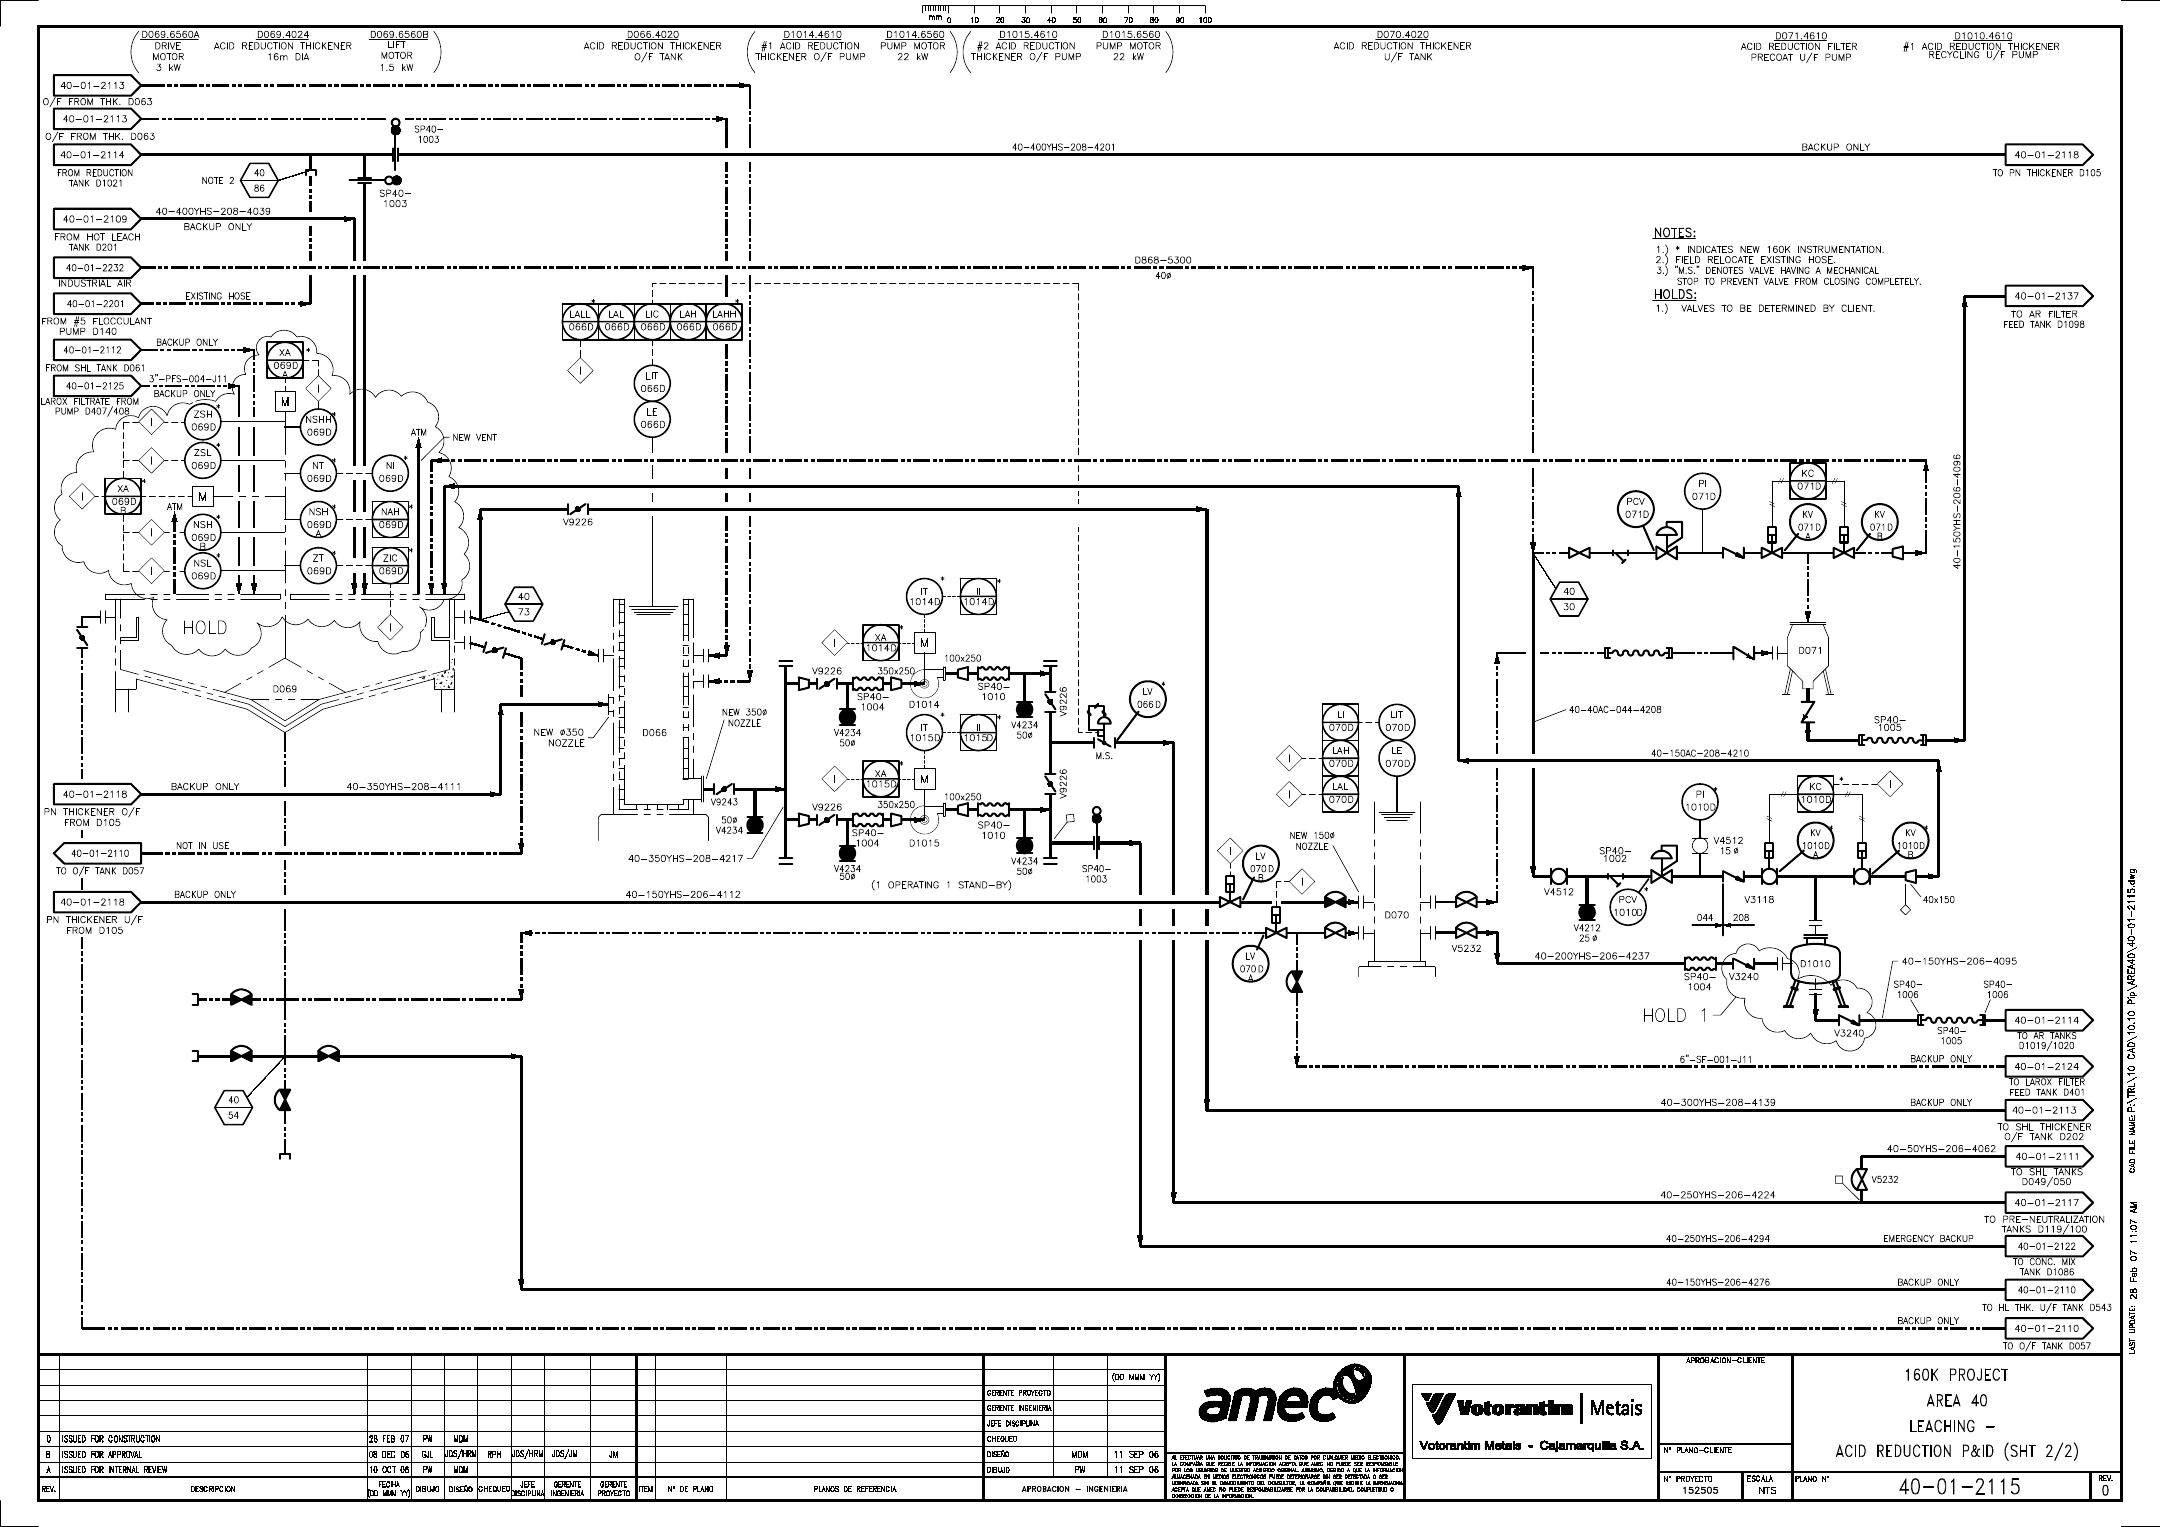 mm 0 10 20 30 40 50 60 70 80 90 100
D069.6560A
DRIVE
MOTOR
3 kW
D069.4024
ACID REDUCTION THICKENER
16m DIA
D069.6560B
LIFT
MOTOR
1.5 kW
D066.4020
ACID REDUCTION THICKENER
O/F TANK
D1014.4610
#1 ACID REDUCTION
THICKENER O/F PUMP
D1014.6560
PUMP MOTOR
22 kW
D1015.4610
#2 ACID REDUCTION
THICKENER O/F PUMP
D1015.6560
PUMP MOTOR
22 kW
D070.4020
ACID REDUCTION THICKENER
U/F TANK
D071.4610
ACID REDUCTION FILTER
PRECOAT U/F PUMP
D1010.4610
#1 ACID REDUCTION THICKENER
RECYCLING U/F PUMP
40-01-2113
O/F FROM THK. D063
40-01-2113
O/F FROM THK. D063
40-01-2114
FROM REDUCTION
TANK D1021
NOTE 2
40
86
SP40-
1003
SP40-
1003
40-400YHS-208-4201
BACKUP ONLY
40-01-2118
TO PN THICKENER D105
40-01-2109
40-400YHS-208-4039
BACKUP ONLY
FROM HOT LEACH
TANK D201
40-01-2232
INDUSTRIAL AIR
D868-5300
40ø
40-01-2201
EXISTING HOSE
FROM #5 FLOCCULANT
PUMP D140
40-01-2112
BACKUP ONLY
FROM SHL TANK D061
40-01-2125
3"-PFS-004-J11
BACKUP ONLY
LAROX FILTRATE FROM
PUMP D407/408
NOTES:
1.) * INDICATES NEW 160K INSTRUMENTATION.
2.) FIELD RELOCATE EXISTING HOSE.
3.) "M.S." DENOTES VALVE HAVING A MECHANICAL
STOP TO PREVENT VALVE FROM CLOSING COMPLETELY.
HOLDS:
1.) VALVES TO BE DETERMINED BY CLIENT.
40-01-2137
TO AR FILTER
FEED TANK D1098
LALL 066D
LAL 066D
LIC 066D
LAH 066D
LAHH 066D
I
LIT
066D
LE
066D
XA
069D
A
I
M
ZSH
069D
NSHH
069D
ZSL
069D
NT
069D
NI
069D
XA
069D
B
M
ATM
NSH
069D
B
NSH
069D
A
NAH
069D
NSL
069D
ZT
069D
ZIC
069D
ATM
NEW VENT
HOLD
D069
V9226
40
73
NEW ø350
NOZZLE
D066
NEW 350ø
NOZZLE
V9243
50ø
V4234
IT
1014D
II
1014D
XA
1014D
M
I
V9226
350x250
100x250
SP40-
1004
D1014
SP40-
1010
V4234
50ø
V4234
50ø
V9226
IT
1015D
II
1015D
XA
1015D
M
I
V9226
350x250
100x250
SP40-
1004
D1015
SP40-
1010
V4234
50ø
V4234
50ø
V9226
(1 OPERATING 1 STAND-BY)
40-350YHS-208-4217
LV
066D
M.S.
SP40-
1003
40-01-2118
BACKUP ONLY
40-350YHS-208-4111
PN THICKENER O/F
FROM D105
40-01-2110
NOT IN USE
TO O/F TANK D057
40-01-2118
BACKUP ONLY
40-150YHS-206-4112
PN THICKENER U/F
FROM D105
40
54
LI
070D
LAH
070D
LAL
070D
LIT
070D
LE
070D
I
I
NEW 150ø
NOZZLE
LV
070D
B
LV
070D
A
D070
V5232
PCV
071D
PI
071D
KC
071D
KV
071D
A
KV
071D
B
40
30
D071
40-150YHS-206-4096
SP40-
1005
40-40AC-044-4208
40-150AC-208-4210
PI
1010D
KC
1010D
I
V4512
15ø
KV
1010D
A
KV
1010D
B
SP40-
1002
V4512
PCV
1010D
V3118
40x150
V4212
25ø
044 208
40-200YHS-206-4237
SP40-
1004
V3240
D1010
HOLD 1
V3240
40-150YHS-206-4095
SP40-
1006
SP40-
1006
SP40-
1005
40-01-2114
TO AR TANKS
D1019/1020
6"-SF-001-J11
BACKUP ONLY
40-01-2124
TO LAROX FILTER
FEED TANK D401
40-300YHS-208-4139
BACKUP ONLY
40-01-2113
TO SHL THICKENER
O/F TANK D202
40-50YHS-206-4062
40-01-2111
TO SHL TANKS
D049/050
V5232
40-250YHS-206-4224
40-01-2117
TO PRE-NEUTRALIZATION
TANKS D119/100
40-250YHS-206-4294
EMERGENCY BACKUP
40-01-2122
TO CONC. MIX
TANK D1086
40-150YHS-206-4276
BACKUP ONLY
40-01-2110
TO HL THK. U/F TANK D543
BACKUP ONLY
40-01-2110
TO O/F TANK D057
LAST UPDATE: 28 Feb 07 11:07 AM CAD FILE NAME: P:\TRL\10 CAD\10.10 Pip\AREA4D\40-01-2115.dwg
0 ISSUED FOR CONSTRUCTION 28 FEB 07 PW MDM
B ISSUED FOR APPROVAL 08 DEC 06 GJL JDS/HRM RPH JDS/HRM JDS/JM JM
A ISSUED FOR INTERNAL REVIEW 10 OCT 06 PW MDM
REV. DESCRIPCION FECHA (DD MMM YY) DIBUJO DISEÑO CHEQUEO JEFE DISCIPLINA GERENTE INGENIERIA GERENTE PROYECTO ITEM N° DE PLANO PLANOS DE REFERENCIA
(DD MMM YY)
GERENTE PROYECTO
GERENTE INGENIERIA
JEFE DISCIPLINA
CHEQUEO
DISEÑO MDM 11 SEP 06
DIBUJO PW 11 SEP 06
APROBACION - INGENIERIA
amec
Votorantim | Metais
Votorantim Metais - Cajamarquilla S.A.
APROBACION-CLIENTE
N° PLANO-CLIENTE
N° PROYECTO
152505
ESCALA
NTS
160K PROJECT
AREA 40
LEACHING -
ACID REDUCTION P&ID (SHT 2/2)
PLANO N°
40-01-2115
REV.
0